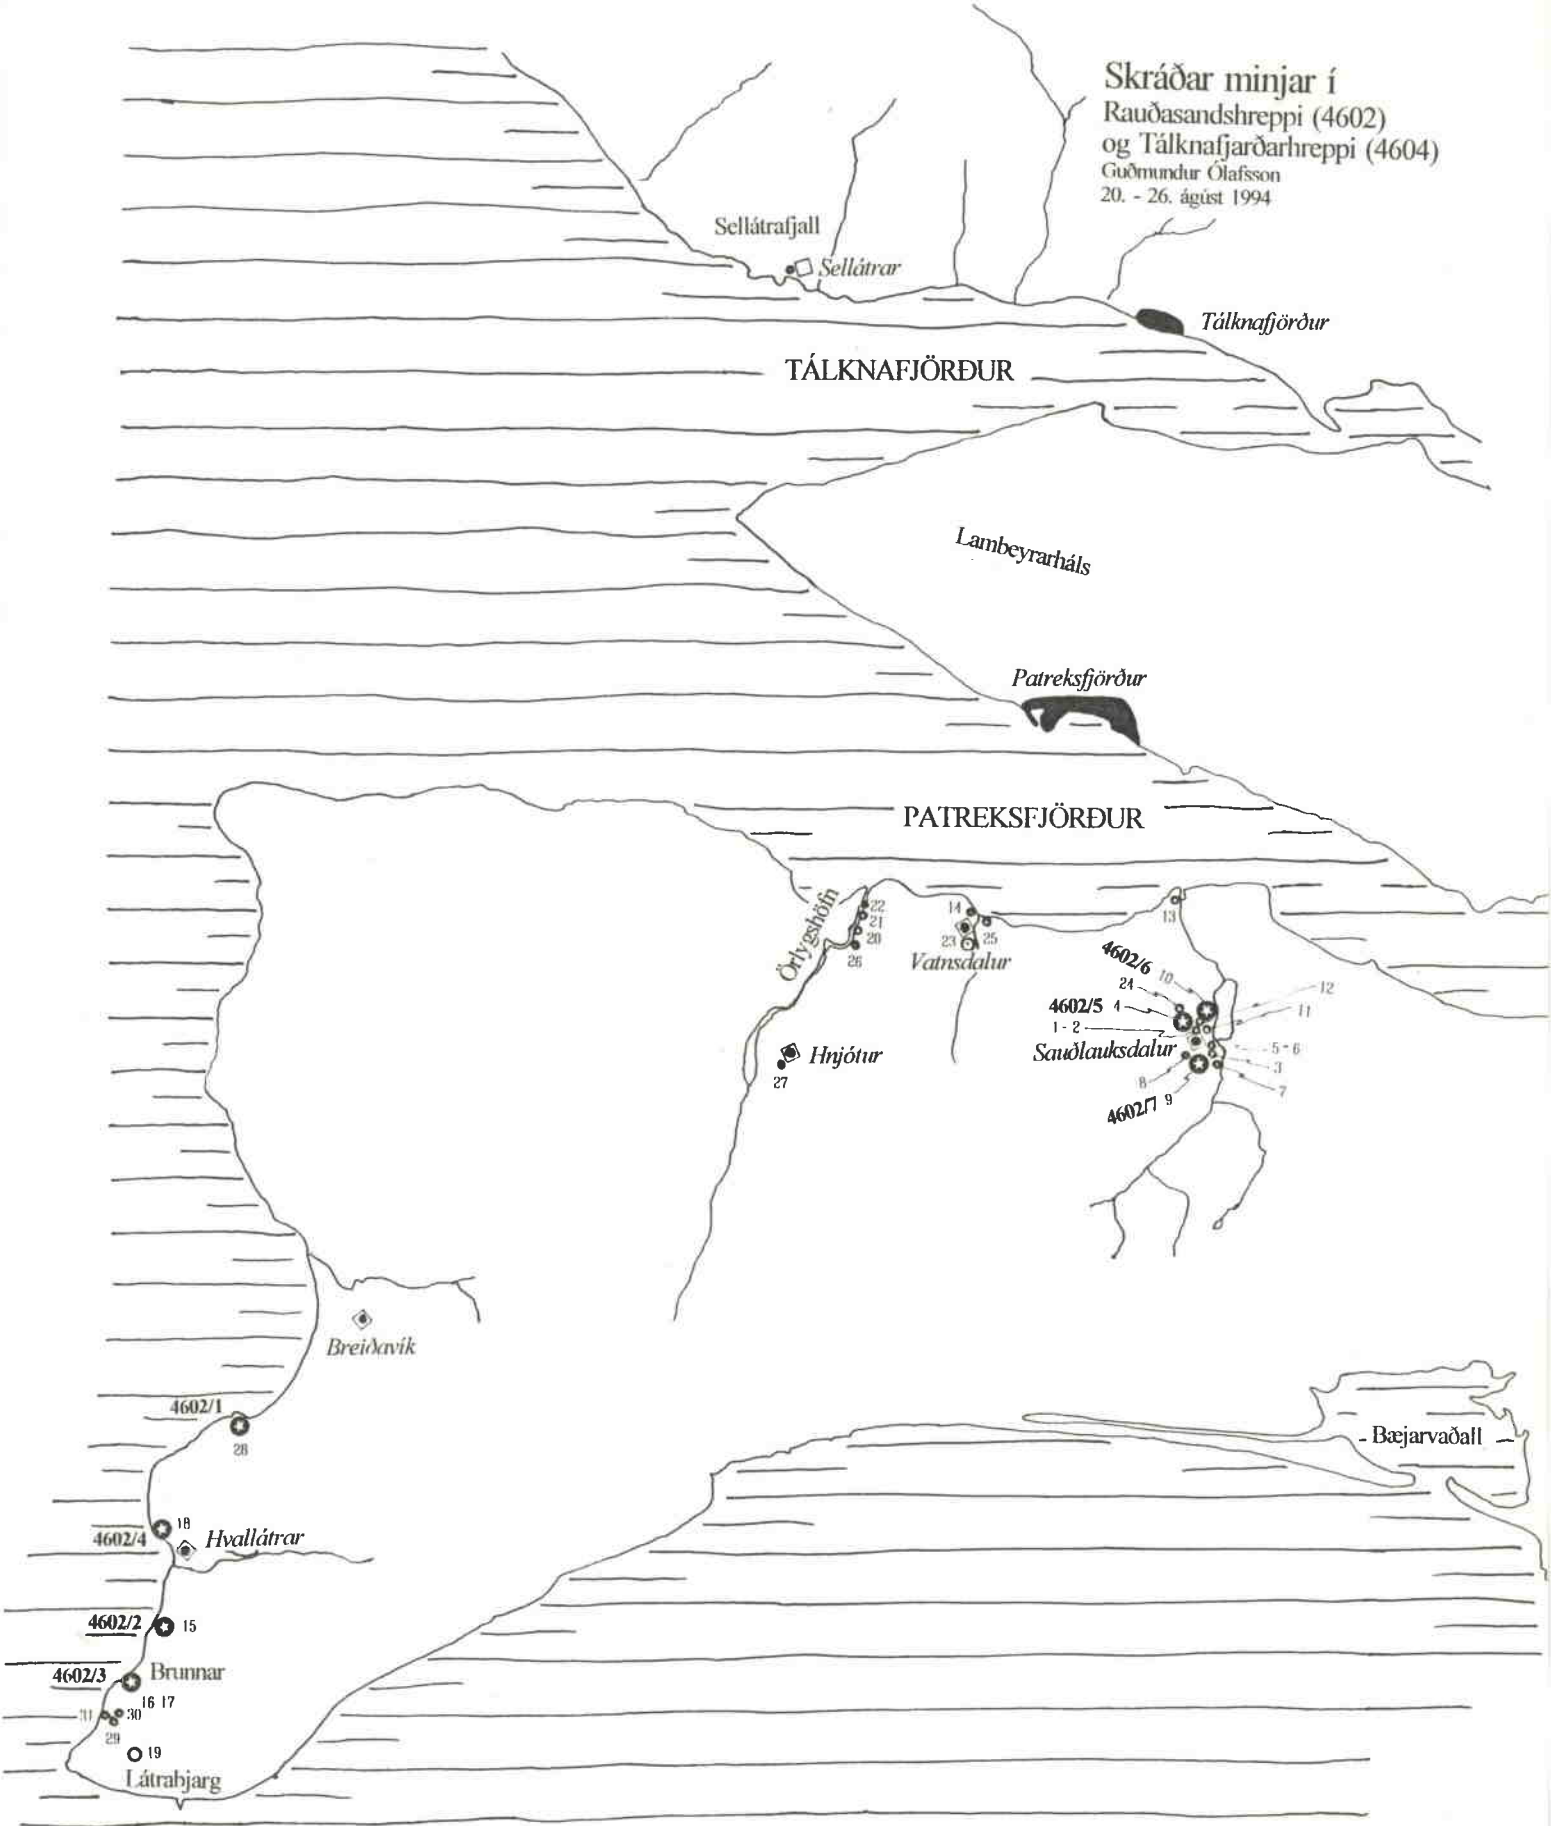 Skráðar minjar í
Rauðasandshreppi (4602)
og Tálknafjarðarhreppi (4604)
Guðmundur Ólafsson
20. - 26. ágúst 1994
Sellátrafjall
Sellátrar
Tálknafjörður
TÁLKNAFJÖRÐUR
Lambeyrarháls
Patreksfjörður
PATREKSFJÖRÐUR
Örlygshöfn
22
21
20
26
14
23
25
Vatnsdalur
13
4602/6 10
24
4602/5 4
1 - 2
Sauðlauksdalur
8
4602/7 9
12
11
5 - 6
3
7
Hnjótur
27
Breiðavík
4602/1
28
18
4602/4
Hvallátrar
4602/2
15
4602/3
Brunnar
16 17
31
30
29
19
Látrabjarg
Bæjarvaðall